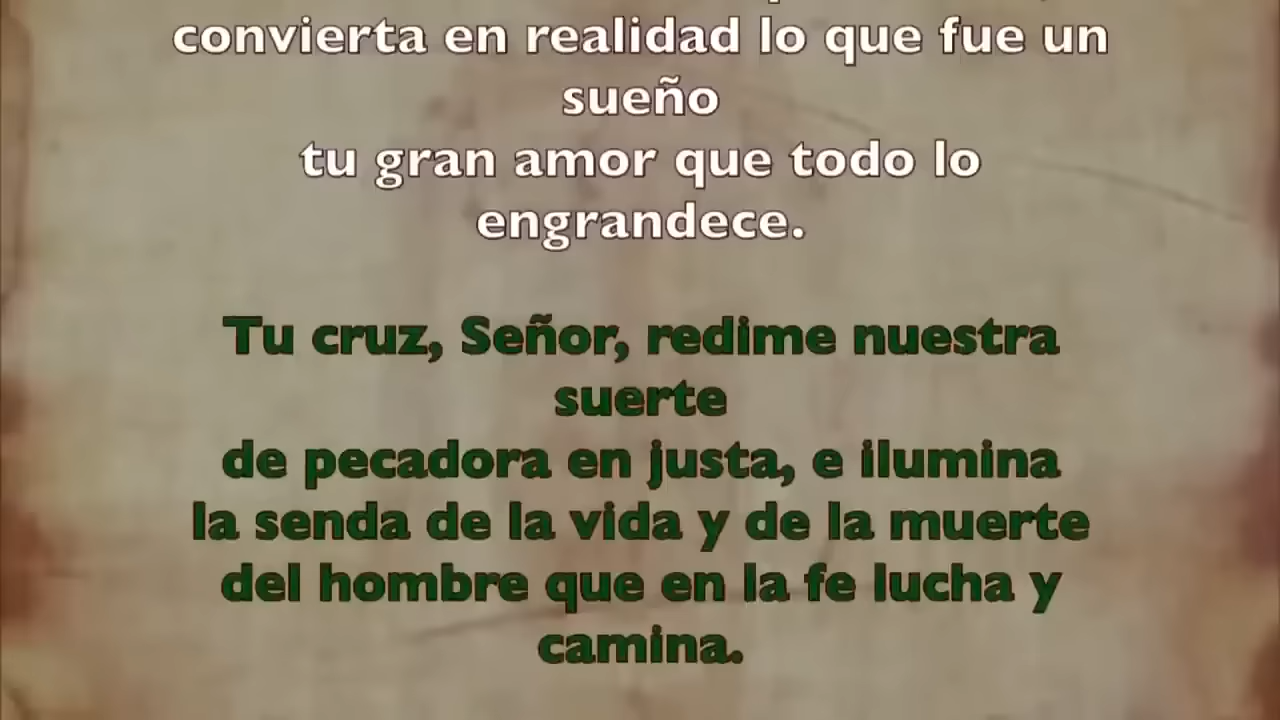 convierta en realidad lo que fue un
sueño
tu gran amor que todo lo
engrandece.
Tu cruz, Señor, redime nuestra
suerte
de pecadora en justa, e ilumina
la senda de la vida y de la muerte
del hombre que en la fe lucha y
camina.